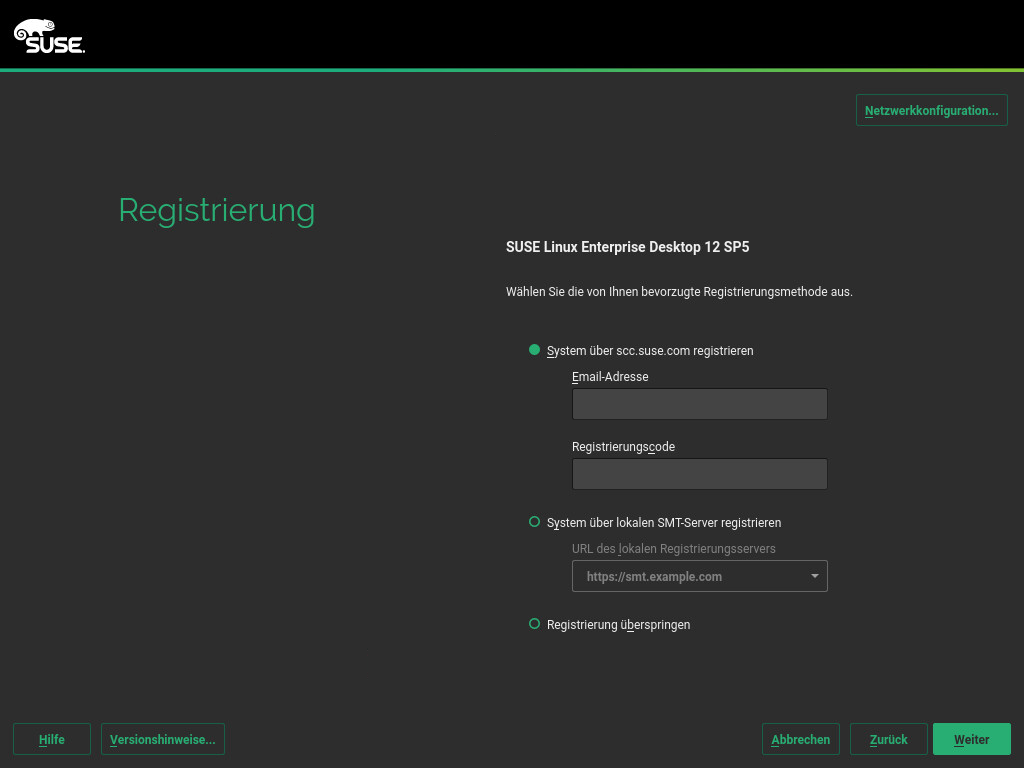 SUSE.
Netzwerkkonfiguration...
Registrierung
SUSE Linux Enterprise Desktop 12 SP5
Wählen Sie die von Ihnen bevorzugte Registrierungsmethode aus.
System über scc.suse.com registrieren
Email-Adresse
Registrierungscode
System über lokalen SMT-Server registrieren
URL des lokalen Registrierungsservers
https://smt.example.com
Registrierung überspringen
Hilfe Versionshinweise... Abbrechen Zurück Weiter